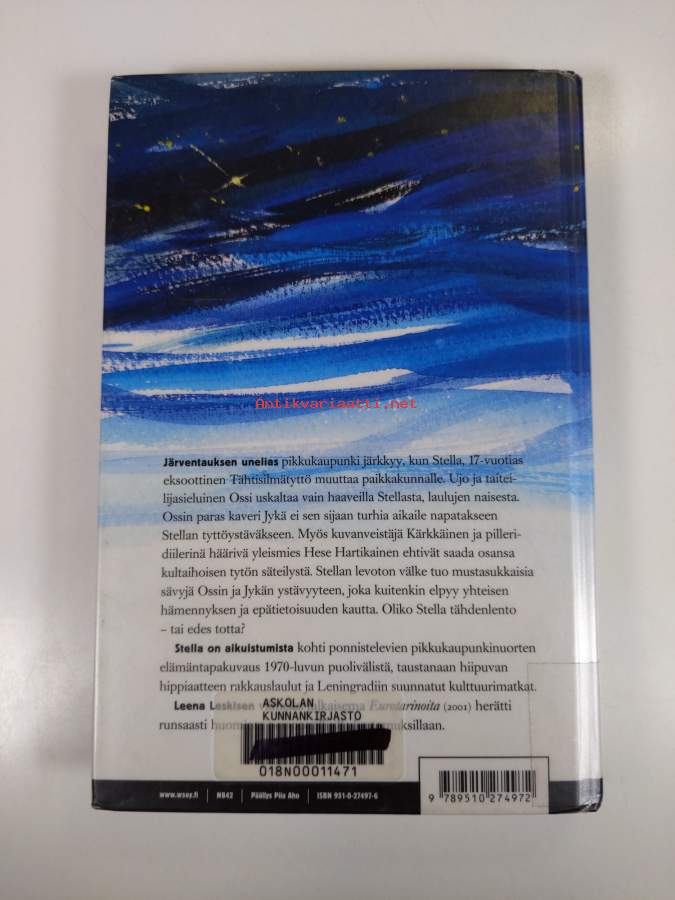 Antikvariaatti.net
Järventauksen unelias pikkukaupunki järkkyy, kun Stella, 17-vuotias
eksoottinen Tähtisilmätyttö muuttaa paikkakunnalle. Ujo ja taitei-
lijasieluinen Ossi uskaltaa vain haaveilla Stellasta, laulujen naisesta.
Ossin paras kaveri Jykä ei sen sijaan turhia aikaile napatakseen
Stellan tyttöystäväkseen. Myös kuvanveistäjä Kärkkäinen ja pilleri-
diilerinä häärivä yleismies Hese Hartikainen ehtivät saada osansa
kultaihoisen tytön säteilystä. Stellan levoton välke tuo mustasukkaisia
sävyjä Ossin ja Jykän ystävyyteen, joka kuitenkin elpyy yhteisen
hämennyksen ja epätietoisuuden kautta. Oliko Stella tähdenlento
– tai edes totta?
Stella on aikuistumista kohti ponnistelevien pikkukaupunkinuorten
elämäntapakuvaus 1970-luvun puolivälistä, taustanaan hiipuvan
hippiaatteen rakkauslaulut ja Leningradiin suunnatut kulttuurimatkat.
Leena Leskisen Eurotarinoita (2001) herätti
runsaasti
ASKOLAN
KUNNANKIRJASTO
018N00011471
www.wsoy.fi N842 Päällys Piia Aho ISBN 951-0-27497-6
9 789510 274972